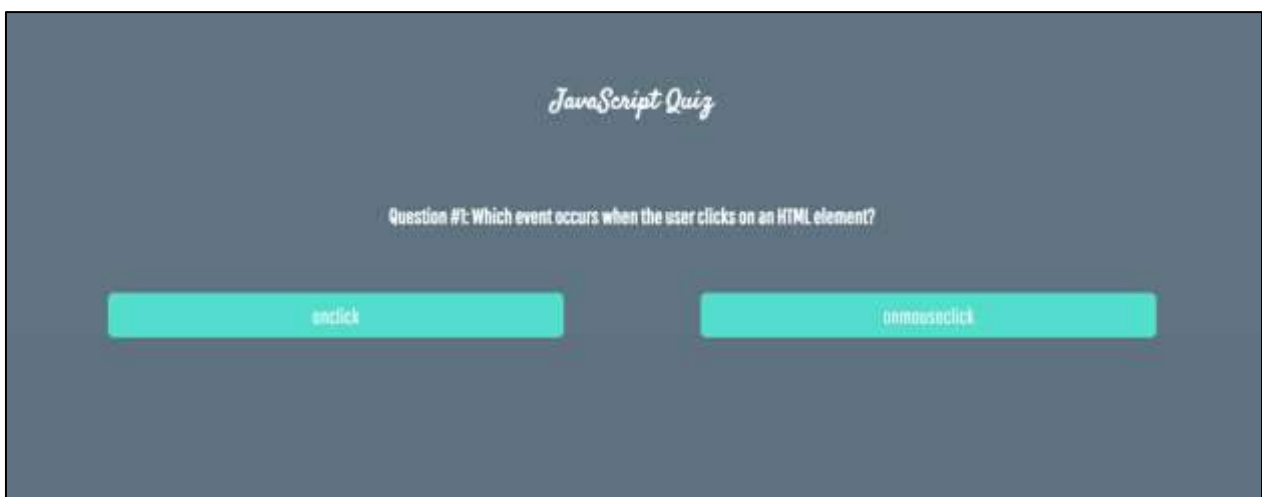 JavaScript Quiz
Question #1: Which event occurs when the user clicks on an HTML element?
onclick
onmouseclick